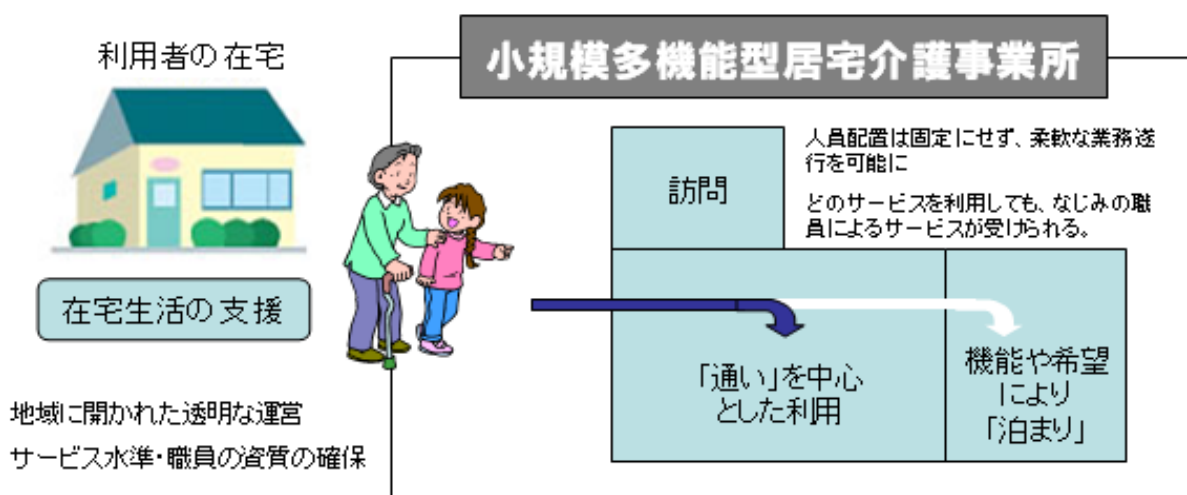 利用者の在宅
小規模多機能型居宅介護事業所
人員配置は固定にせず、柔軟な業務遂
行を可能に
訪問
どのサービスを利用しても、なじみの職
員によるサービスが受けられる。
在宅生活の支援
「通い」を中心
とした利用
機能や希望
により
「泊まり」
地域に開かれた透明な運営
サービス水準・職員の資質の確保